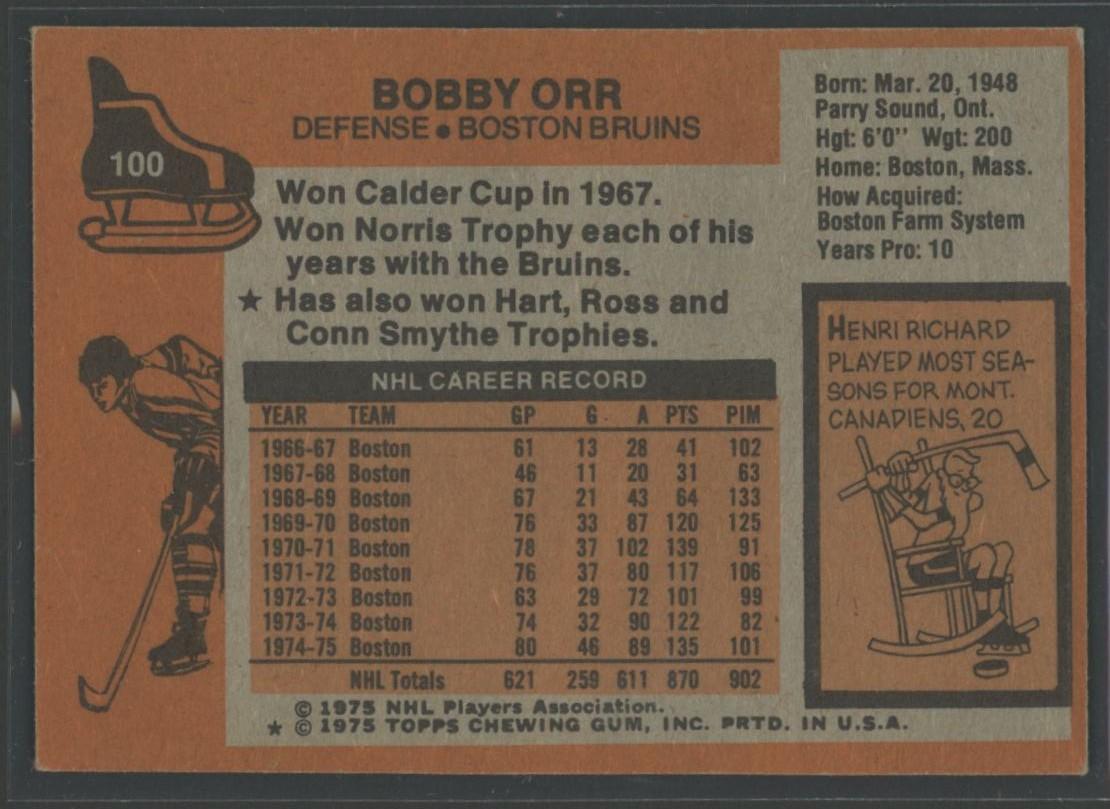 100
BOBBY ORR
DEFENSE • BOSTON BRUINS
Born: Mar. 20, 1948
Parry Sound, Ont.
Hgt: 6'0" Wgt: 200
Home: Boston, Mass.
How Acquired:
Boston Farm System
Years Pro: 10
Won Calder Cup in 1967.
Won Norris Trophy each of his
years with the Bruins.
★ Has also won Hart, Ross and
Conn Smythe Trophies.
HENRI RICHARD
PLAYED MOST SEA-
SONS FOR MONT.
CANADIENS, 20
NHL CAREER RECORD
YEAR TEAM GP G A PTS PIM
1966-67 Boston 61 13 28 41 102
1967-68 Boston 46 11 20 31 63
1968-69 Boston 67 21 43 64 133
1969-70 Boston 76 33 87 120 125
1970-71 Boston 78 37 102 139 91
1971-72 Boston 76 37 80 117 106
1972-73 Boston 63 29 72 101 99
1973-74 Boston 74 32 90 122 82
1974-75 Boston 80 46 89 135 101
NHL Totals 621 259 611 870 902
© 1975 NHL Players Association.
★ © 1975 TOPPS CHEWING GUM, INC. PRTD. IN U.S.A.